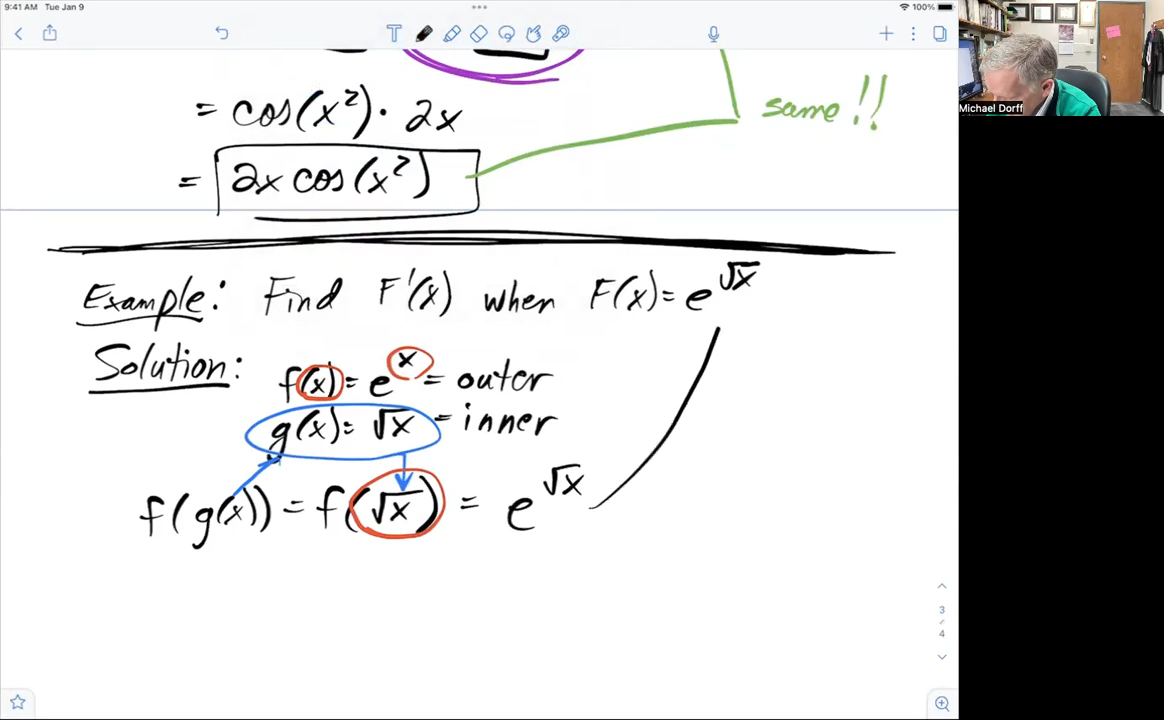 9:41 AM Tue Jan 9
100%
= cos(x²)· 2x
same!!
= 2x cos(x²)
Example: Find F'(x) when F(x)= e^√x
Solution:
f(x)= e^x = outer
g(x)= √x = inner
f(g(x)) = f(√x) = e^√x
3
4
Michael Dorff